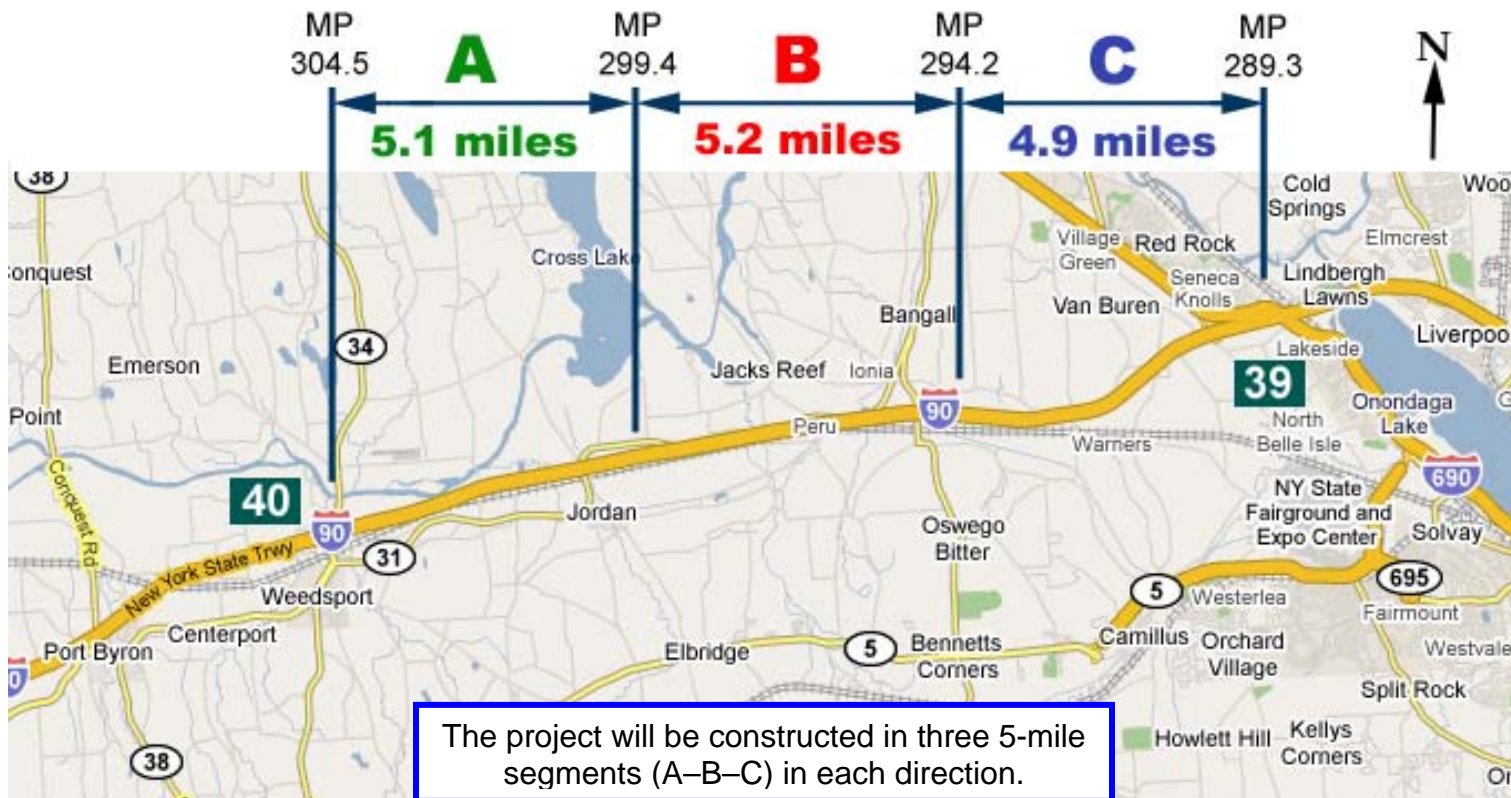 MP
304.5
A
MP
299.4
B
MP
294.2
C
MP
289.3
N
5.1 miles
5.2 miles
4.9 miles
38
Cold
Springs
Village
Green
Red Rock
Elmcrest
Cross Lake
Seneca
Knolls
Lindbergh
Lawns
Van Buren
Bangall
34
Liverpoo
Emerson
Lakeside
Jacks Reef
Ionia
39
Point
90
Onondaga
Lake
Peru
North
Belle Isle
Warners
Conquest Rd
40
690
90
Jordan
NY State
Fairground and
Expo Center
Oswego
Bitter
Solvay
New York State Trwy
31
5
695
Weedsport
Westerlea
Fairmount
Centerport
Port Byron
Elbridge
5
Bennetts
Corners
Camillus
Orchard
Village
Split Rock
38
Howlett Hill
Kellys
Corners
The project will be constructed in three 5-mile
segments (A–B–C) in each direction.